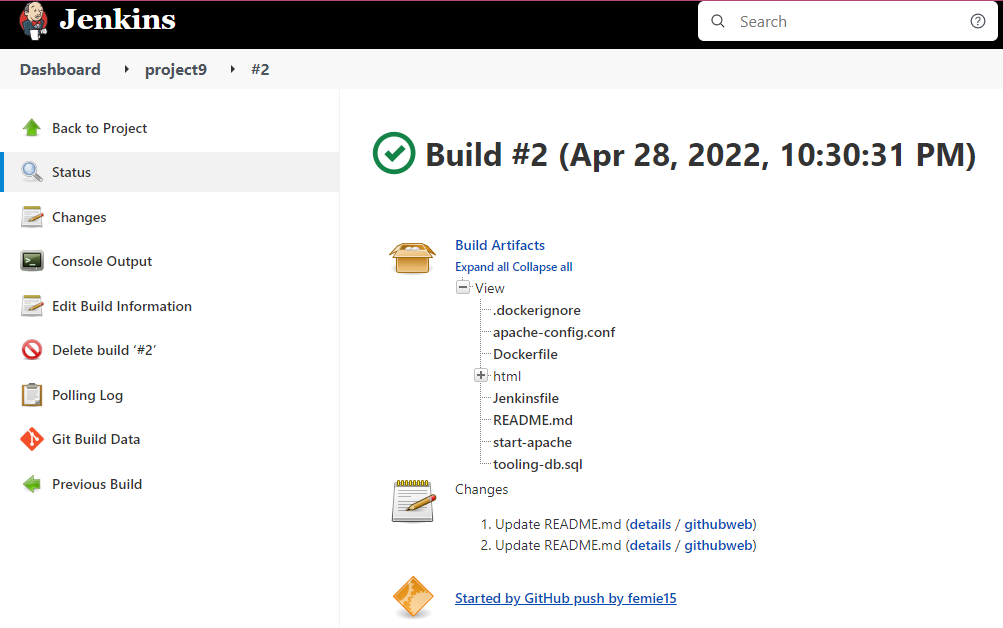 Jenkins
Search
Dashboard project9 #2
Back to Project
Status
Changes
Console Output
Edit Build Information
Delete build ‘#2’
Polling Log
Git Build Data
Previous Build
Build #2 (Apr 28, 2022, 10:30:31 PM)
Build Artifacts
Expand all Collapse all
View
.dockerignore
apache-config.conf
Dockerfile
html
Jenkinsfile
README.md
start-apache
tooling-db.sql
Changes
1. Update README.md (details / githubweb)
2. Update README.md (details / githubweb)
Started by GitHub push by femie15